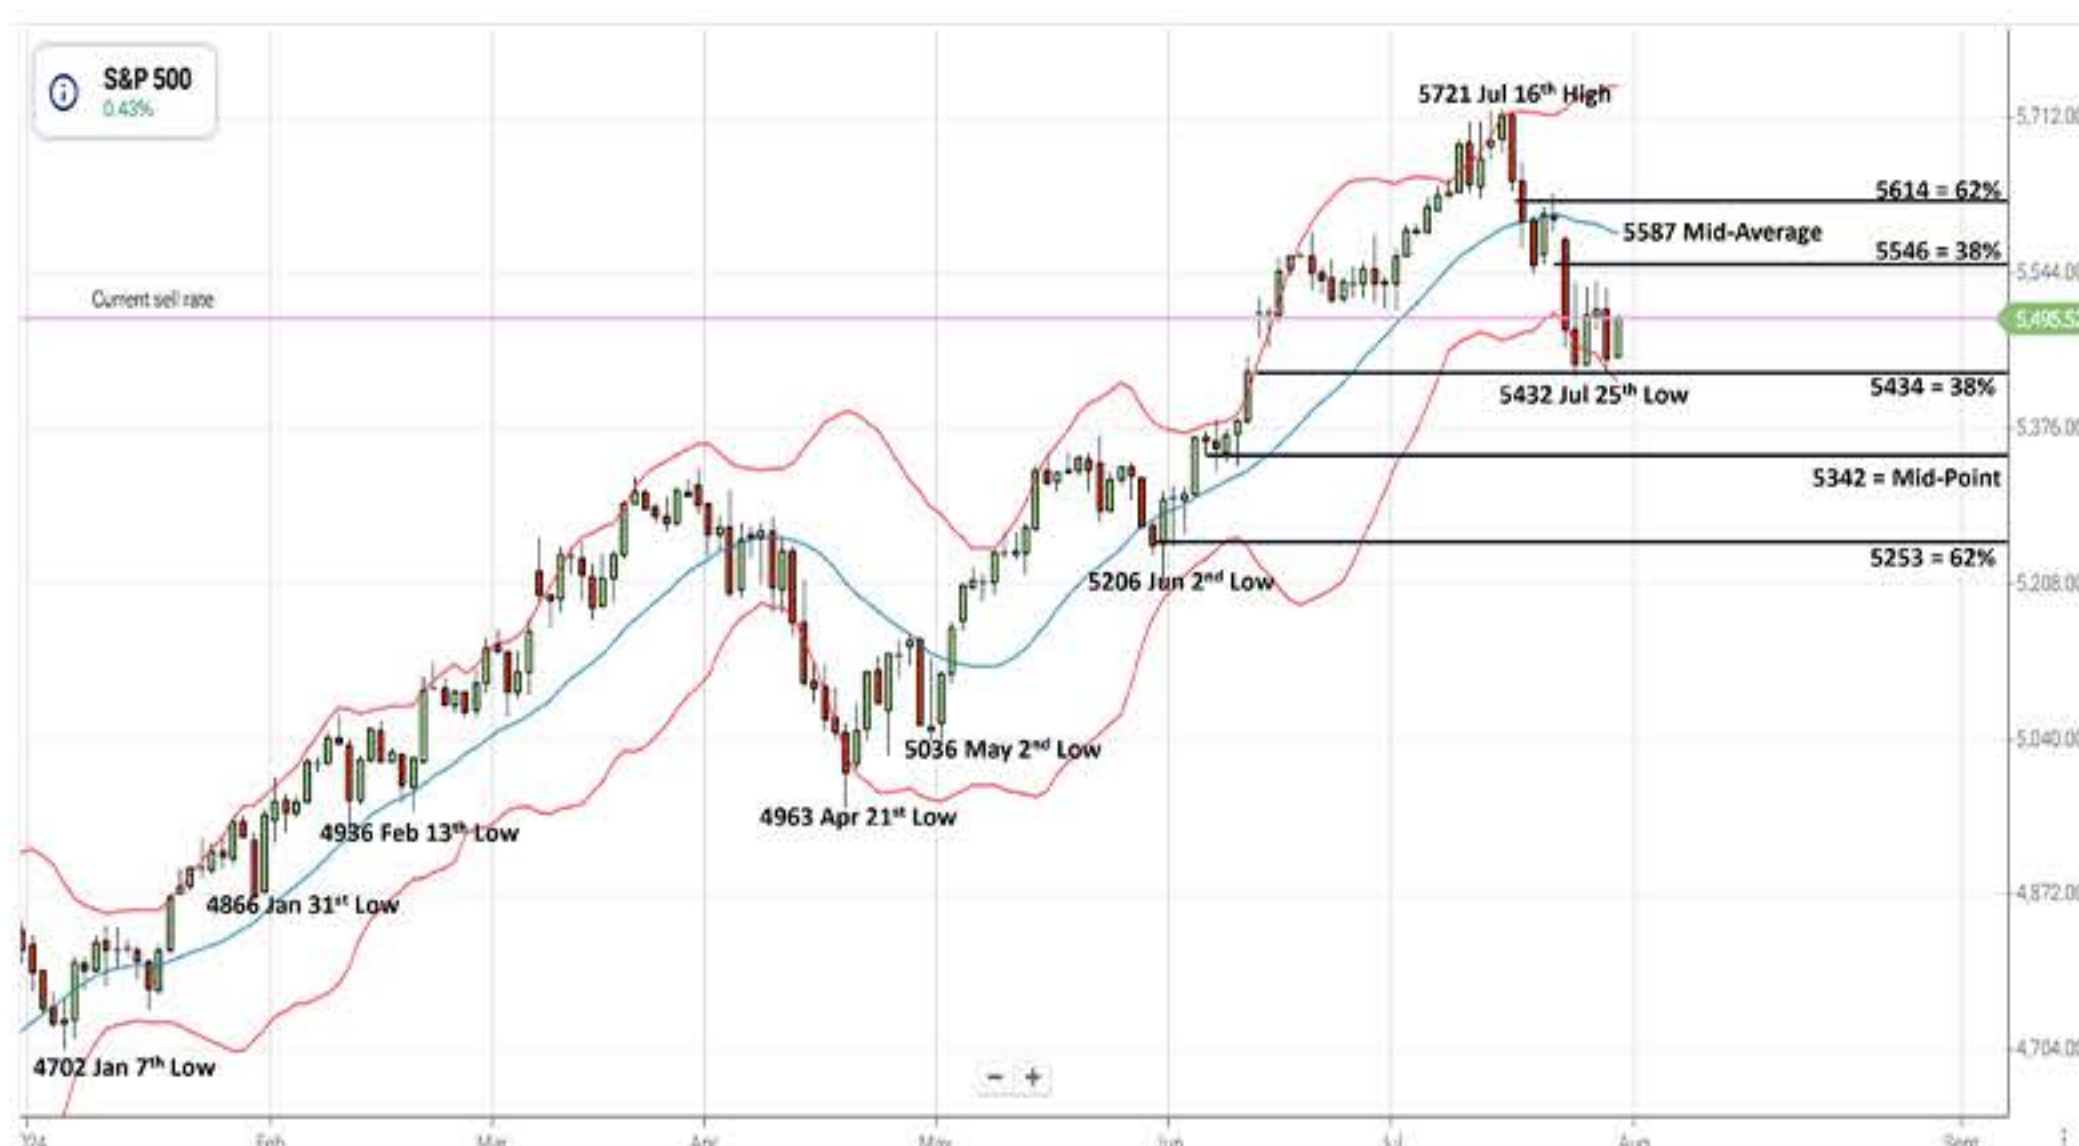 S&P 500
0.43%
5721 Jul 16th High
5,712.00
5614 = 62%
5587 Mid-Average
5546 = 38%
5,544.00
Current sell rate
5,495.52
5434 = 38%
5432 Jul 25th Low
5,376.00
5342 = Mid-Point
5253 = 62%
5206 Jun 2nd Low
5,208.00
5036 May 2nd Low
5,040.00
4963 Apr 21st Low
4936 Feb 13th Low
4866 Jan 31st Low
4,872.00
4702 Jan 7th Low
4,704.00
Feb Mar Apr May Jun Jul Aug Sept